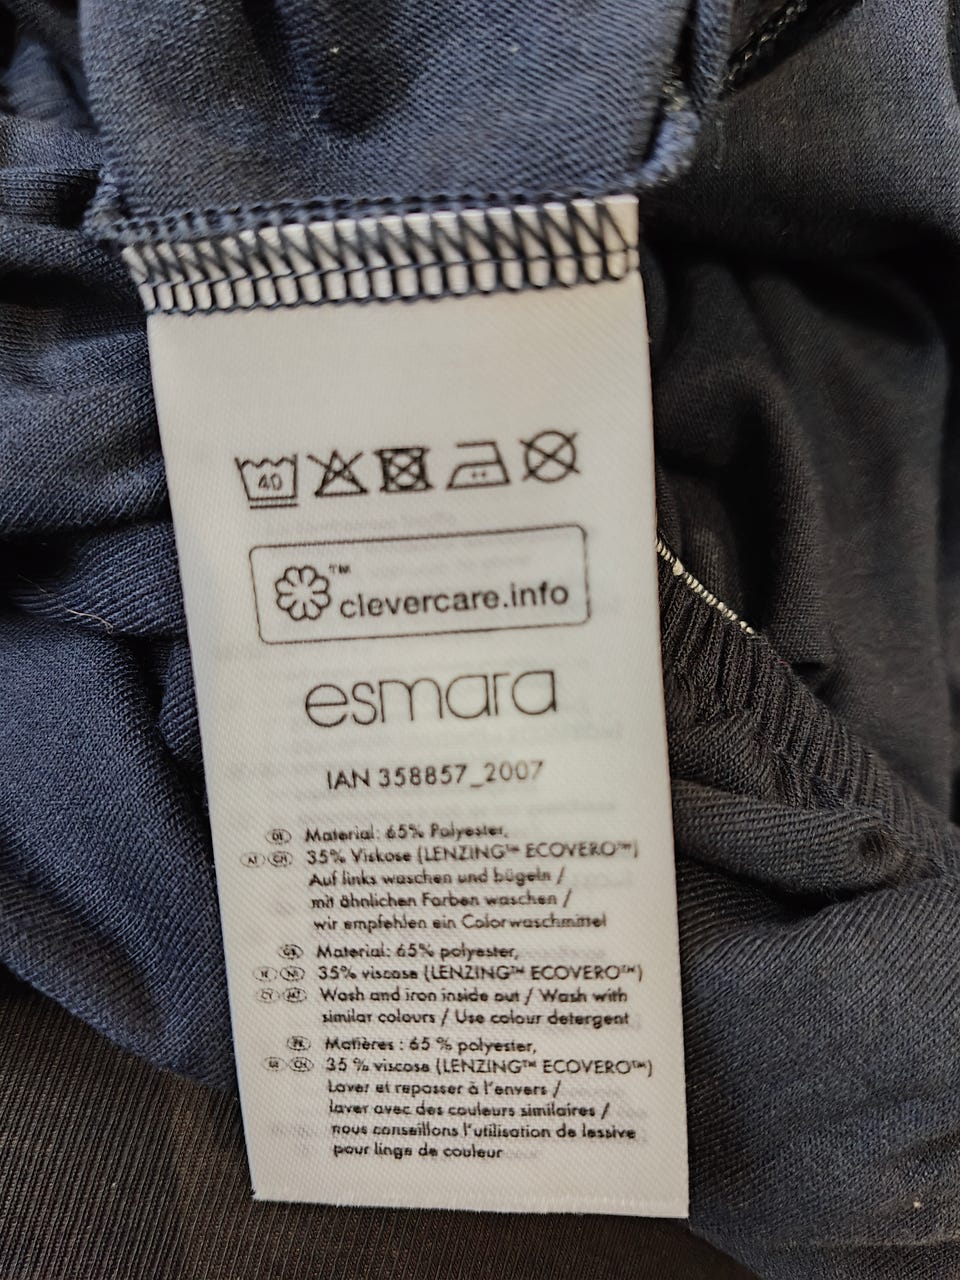 40
TM
clevercare.info
esmara
IAN 358857_2007
DE Material: 65% Polyester,
AT CH 35% Viskose (LENZING™ ECOVERO™)
Auf links waschen und bügeln /
mit ähnlichen Farben waschen /
wir empfehlen ein Colorwaschmittel
Material: 65% polyester,
35% viscose (LENZING™ ECOVERO™)
Wash and iron inside out / Wash with
similar colours / Use colour detergent
Matières : 65 % polyester,
35 % viscose (LENZING™ ECOVERO™)
Laver et repasser à l'envers /
laver avec des couleurs similaires /
nous conseillons l'utilisation de lessive
pour linge de couleur